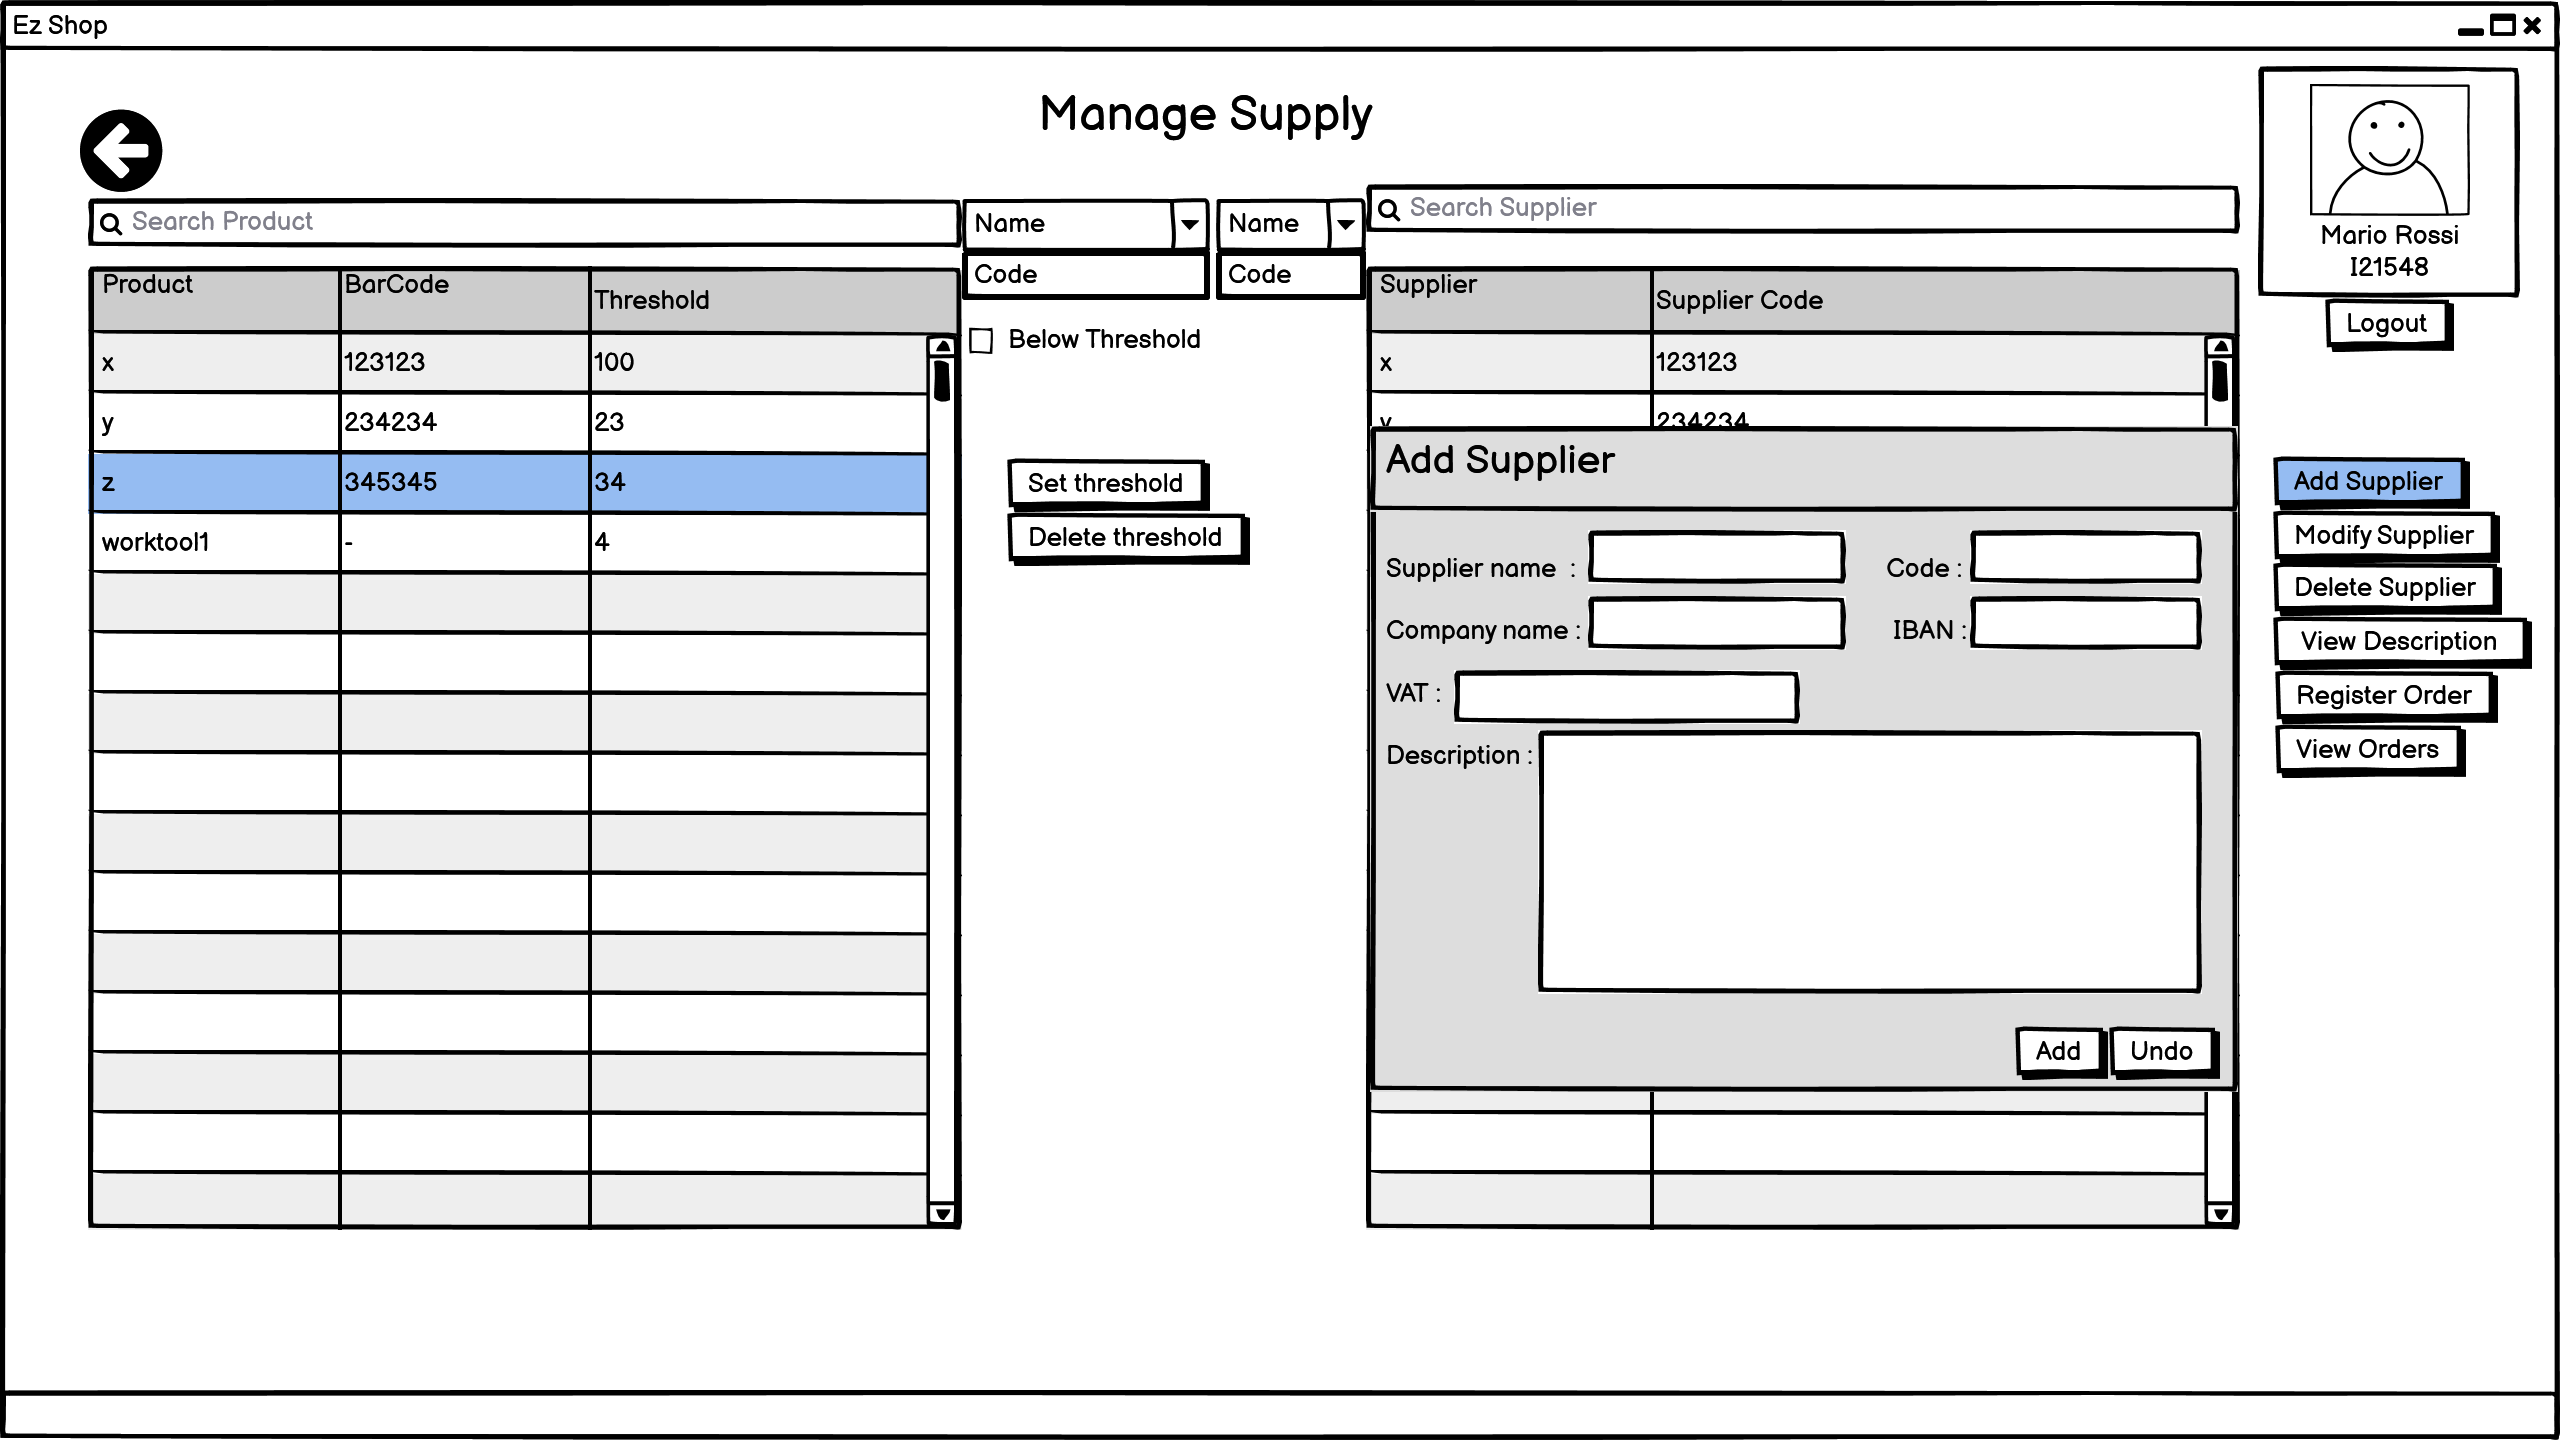 Ez Shop
Manage Supply
Search Product
Name
Name
Search Supplier
Code
Code
Mario Rossi
I21548
Logout
Product BarCode Threshold
x 123123 100
y 234234 23
z 345345 34
worktool1 - 4
Below Threshold
Set threshold
Delete threshold
Supplier Supplier Code
x 123123
y 234234
Add Supplier
Supplier name :
Code :
Company name :
IBAN :
VAT :
Description :
Add
Undo
Add Supplier
Modify Supplier
Delete Supplier
View Description
Register Order
View Orders